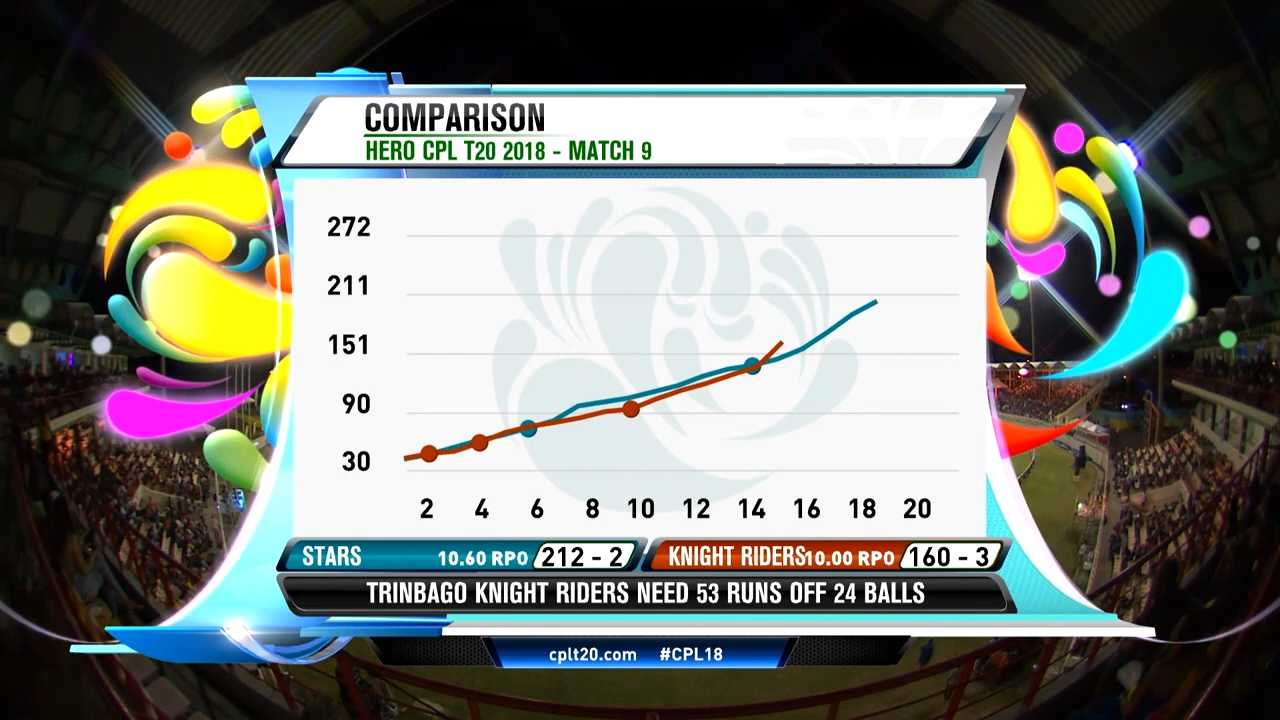 COMPARISON
HERO CPL T20 2018 - MATCH 9
272
211
151
90
30
2 4 6 8 10 12 14 16 18 20
STARS 10.60 RPO 212 - 2 KNIGHT RIDERS 10.00 RPO 160 - 3
TRINBAGO KNIGHT RIDERS NEED 53 RUNS OFF 24 BALLS
cplt20.com #CPL18